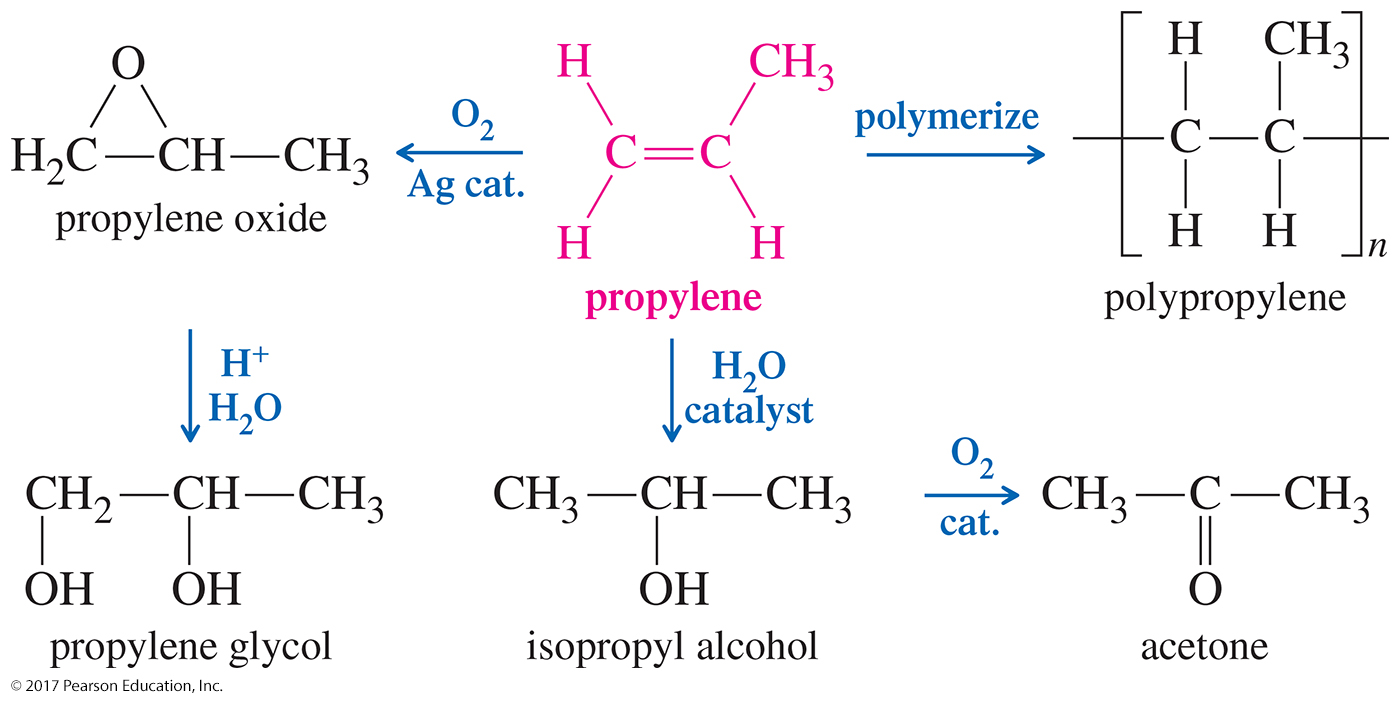 O
H₂C—CH—CH₃
propylene oxide
O₂
Ag cat.
H CH₃
C=C
H H
propylene
polymerize
H CH₃
—C—C—
H H
n
polypropylene
H⁺
H₂O
H₂O
catalyst
CH₂—CH—CH₃
OH OH
propylene glycol
CH₃—CH—CH₃
OH
isopropyl alcohol
O₂
cat.
CH₃—C—CH₃
O
acetone
© 2017 Pearson Education, Inc.